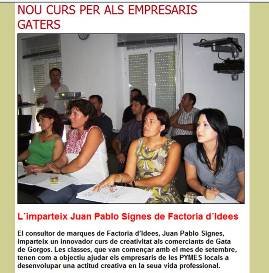 NOU CURS PER ALS EMPRESARIS
GATERS
L´imparteix Juan Pablo Signes de Factoria d´Idees
El consultor de marques de Factoria d'Idees, Juan Pablo Signes,
imparteix un innovador curs de creativitat als comerciants de Gata
de Gorgos. Les classes, que van començar amb el mes de setembre,
tenen com a objectiu ajudar els empresaris de les PYMES locals a
desenvolupar una actitud creativa en la seua vida professional.